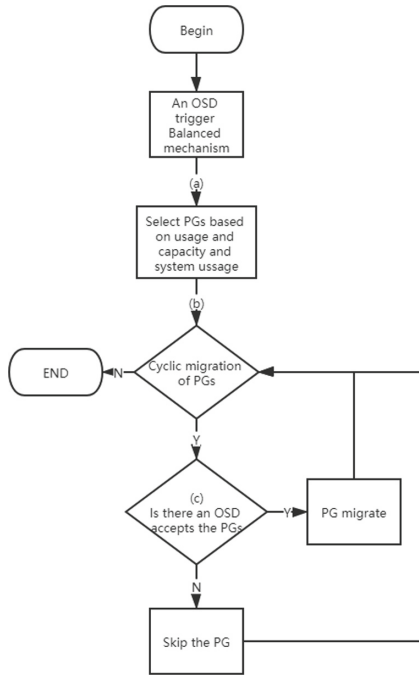 Begin
An OSD
trigger
Balanced
mechanism
(a)
Select PGs based
on usage and
capacity and
system ussage
(b)
Cyclic migration
of PGs
N
END
Y
(c)
Is there an OSD
accepts the PGs
Y
PG migrate
N
Skip the PG